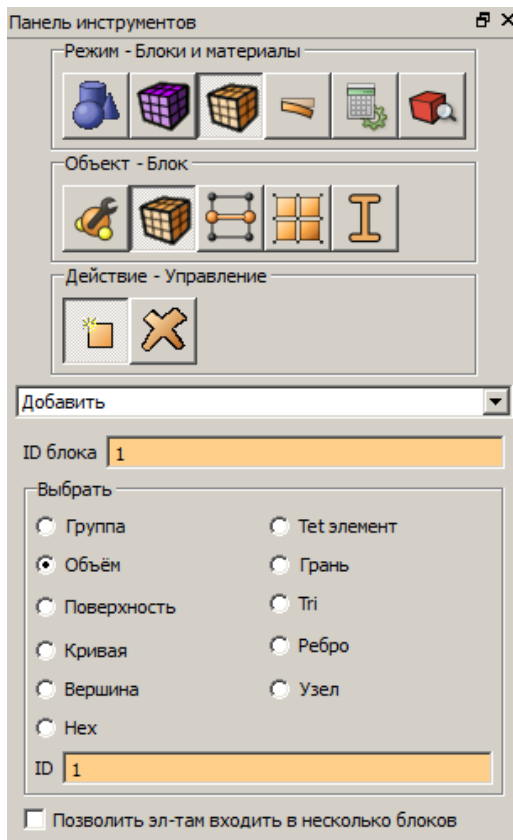 Панель инструментов
Режим - Блоки и материалы
Объект - Блок
Действие - Управление
Добавить
ID блока 1
Выбрать
Группа Tet элемент
Объём Грань
Поверхность Tri
Кривая Ребро
Вершина Узел
Hex
ID 1
Позволить эл-там входить в несколько блоков